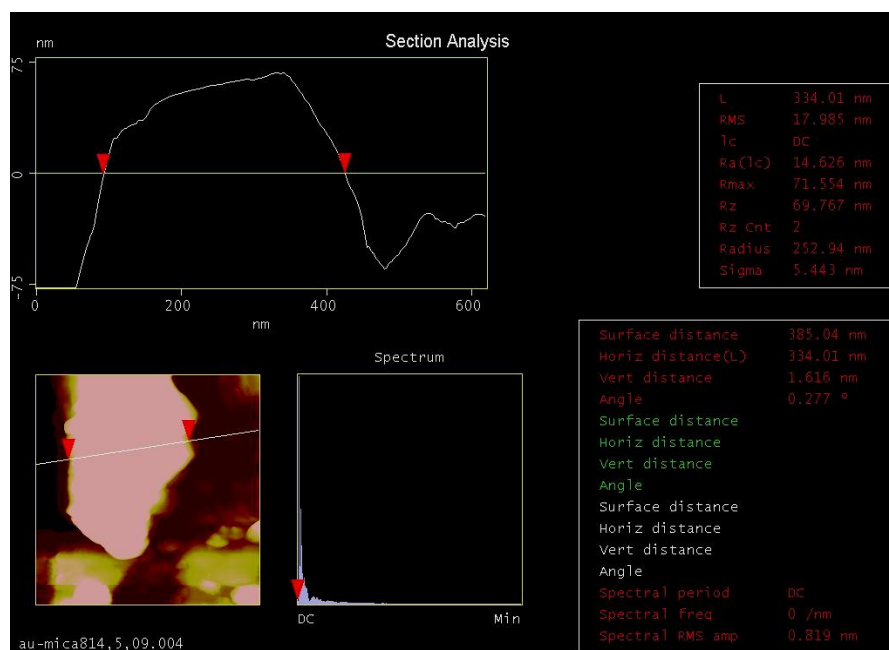 Section Analysis
nm
75
0
-75
0 200 400 600
nm
L 334.01 nm
RMS 17.985 nm
lc DC
Ra(lc) 14.626 nm
Rmax 71.554 nm
Rz 69.767 nm
Rz Cnt 2
Radius 252.94 nm
Sigma 5.443 nm
Surface distance 385.04 nm
Horiz distance(L) 334.01 nm
Vert distance 1.616 nm
Angle 0.277 °
Surface distance
Horiz distance
Vert distance
Angle
Surface distance
Horiz distance
Vert distance
Angle
Spectral period DC
Spectral freq 0 /nm
Spectral RMS amp 0.819 nm
Spectrum
DC Min
au-mica814,5,09.004